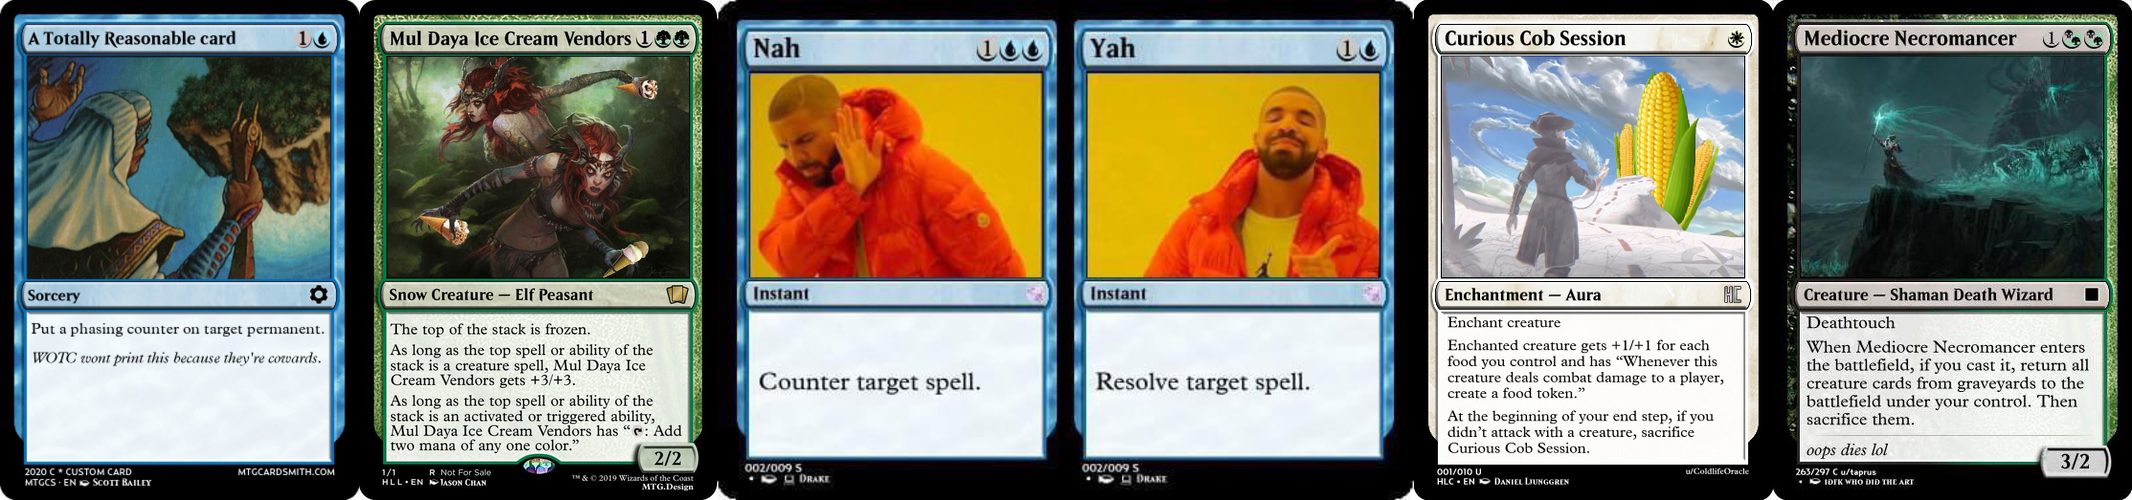 A Totally Reasonable card 1
Sorcery
Put a phasing counter on target permanent.
WOTC wont print this because they're cowards.
2020 C * CUSTOM CARD MTGCARDSMITH.COM
MTGCS · EN SCOTT BAILEY
Mul Daya Ice Cream Vendors 1
Snow Creature — Elf Peasant
The top of the stack is frozen.
As long as the top spell or ability of the
stack is a creature spell, Mul Daya Ice
Cream Vendors gets +3/+3.
As long as the top spell or ability of the
stack is an activated or triggered ability,
Mul Daya Ice Cream Vendors has “: Add
two mana of any one color.”
2/2
1/1 R Not For Sale
HLL · EN JASON CHAN
™ & © 2019 Wizards of the Coast
MTG.Design
Nah 1
Instant
Counter target spell.
002/009 S
• DRAKE
Yah 1
Instant
Resolve target spell.
002/009 S
• DRAKE
Curious Cob Session
Enchantment — Aura
HC
Enchant creature
Enchanted creature gets +1/+1 for each
food you control and has “Whenever this
creature deals combat damage to a player,
create a food token.”
At the beginning of your end step, if you
didn’t attack with a creature, sacrifice
Curious Cob Session.
001/010 U u/ColdlifeOracle
HLC • EN DANIEL LJUNGGREN
Mediocre Necromancer 1
Creature — Shaman Death Wizard
Deathtouch
When Mediocre Necromancer enters
the battlefield, if you cast it, return all
creature cards from graveyards to the
battlefield under your control. Then
sacrifice them.
oops dies lol
3/2
263/297 C u/taprus
• IDFK WHO DID THE ART